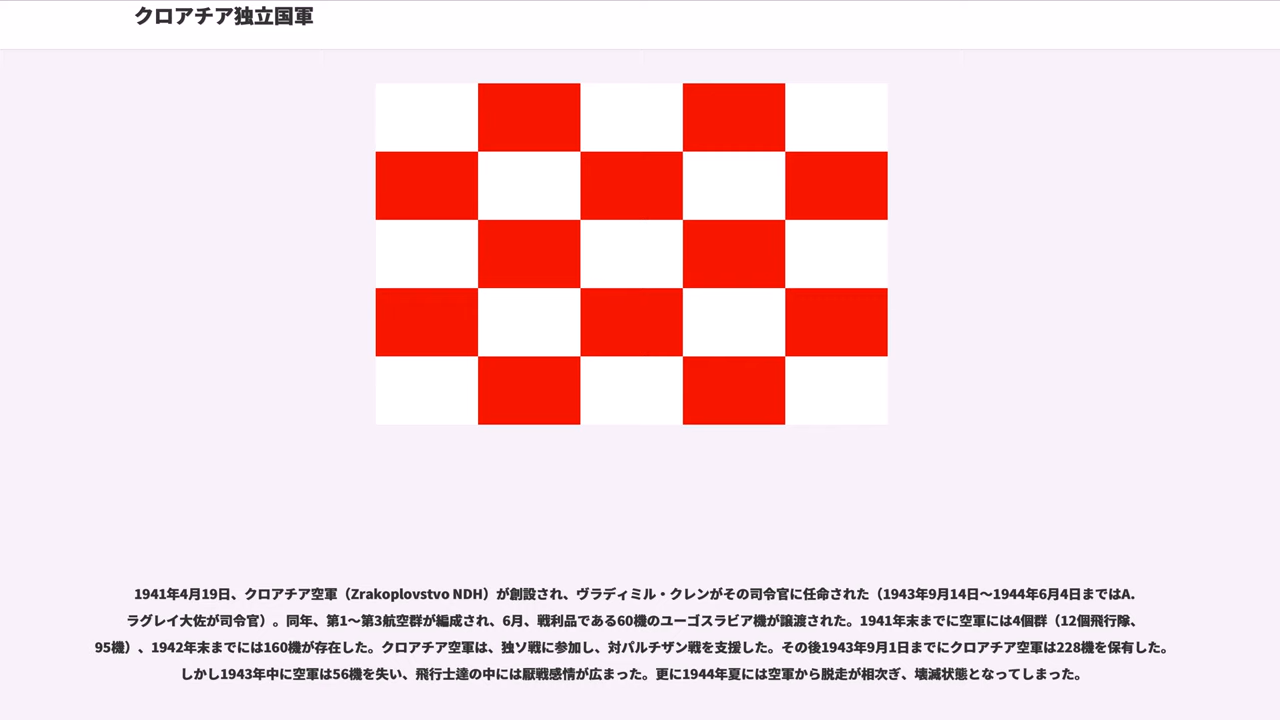 クロアチア独立国軍
1941年4月19日、クロアチア空軍（Zrakoplovstvo NDH）が創設され、ヴラディミル・クレンがその司令官に任命された（1943年9月14日〜1944年6月4日まではA.
ラグレイ大佐が司令官）。同年、第1〜第3航空群が編成され、6月、戦利品である60機のユーゴスラビア機が譲渡された。1941年末までに空軍には4個群（12個飛行隊、
95機）、1942年末までには160機が存在した。クロアチア空軍は、独ソ戦に参加し、対パルチザン戦を支援した。その後1943年9月1日までにクロアチア空軍は228機を保有した。
しかし1943年中に空軍は56機を失い、飛行士達の中には厭戦感情が広まった。更に1944年夏には空軍から脱走が相次ぎ、壊滅状態となってしまった。